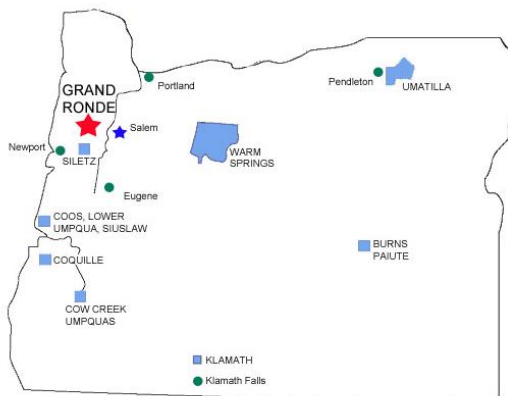 Portland
Pendleton
UMATILLA
GRAND
RONDE
Salem
Newport
SILETZ
WARM
SPRINGS
Eugene
COOS, LOWER
UMPQUA, SIUSLAW
BURNS
PAIUTE
COQUILLE
COW CREEK
UMPQUAS
KLAMATH
Klamath Falls